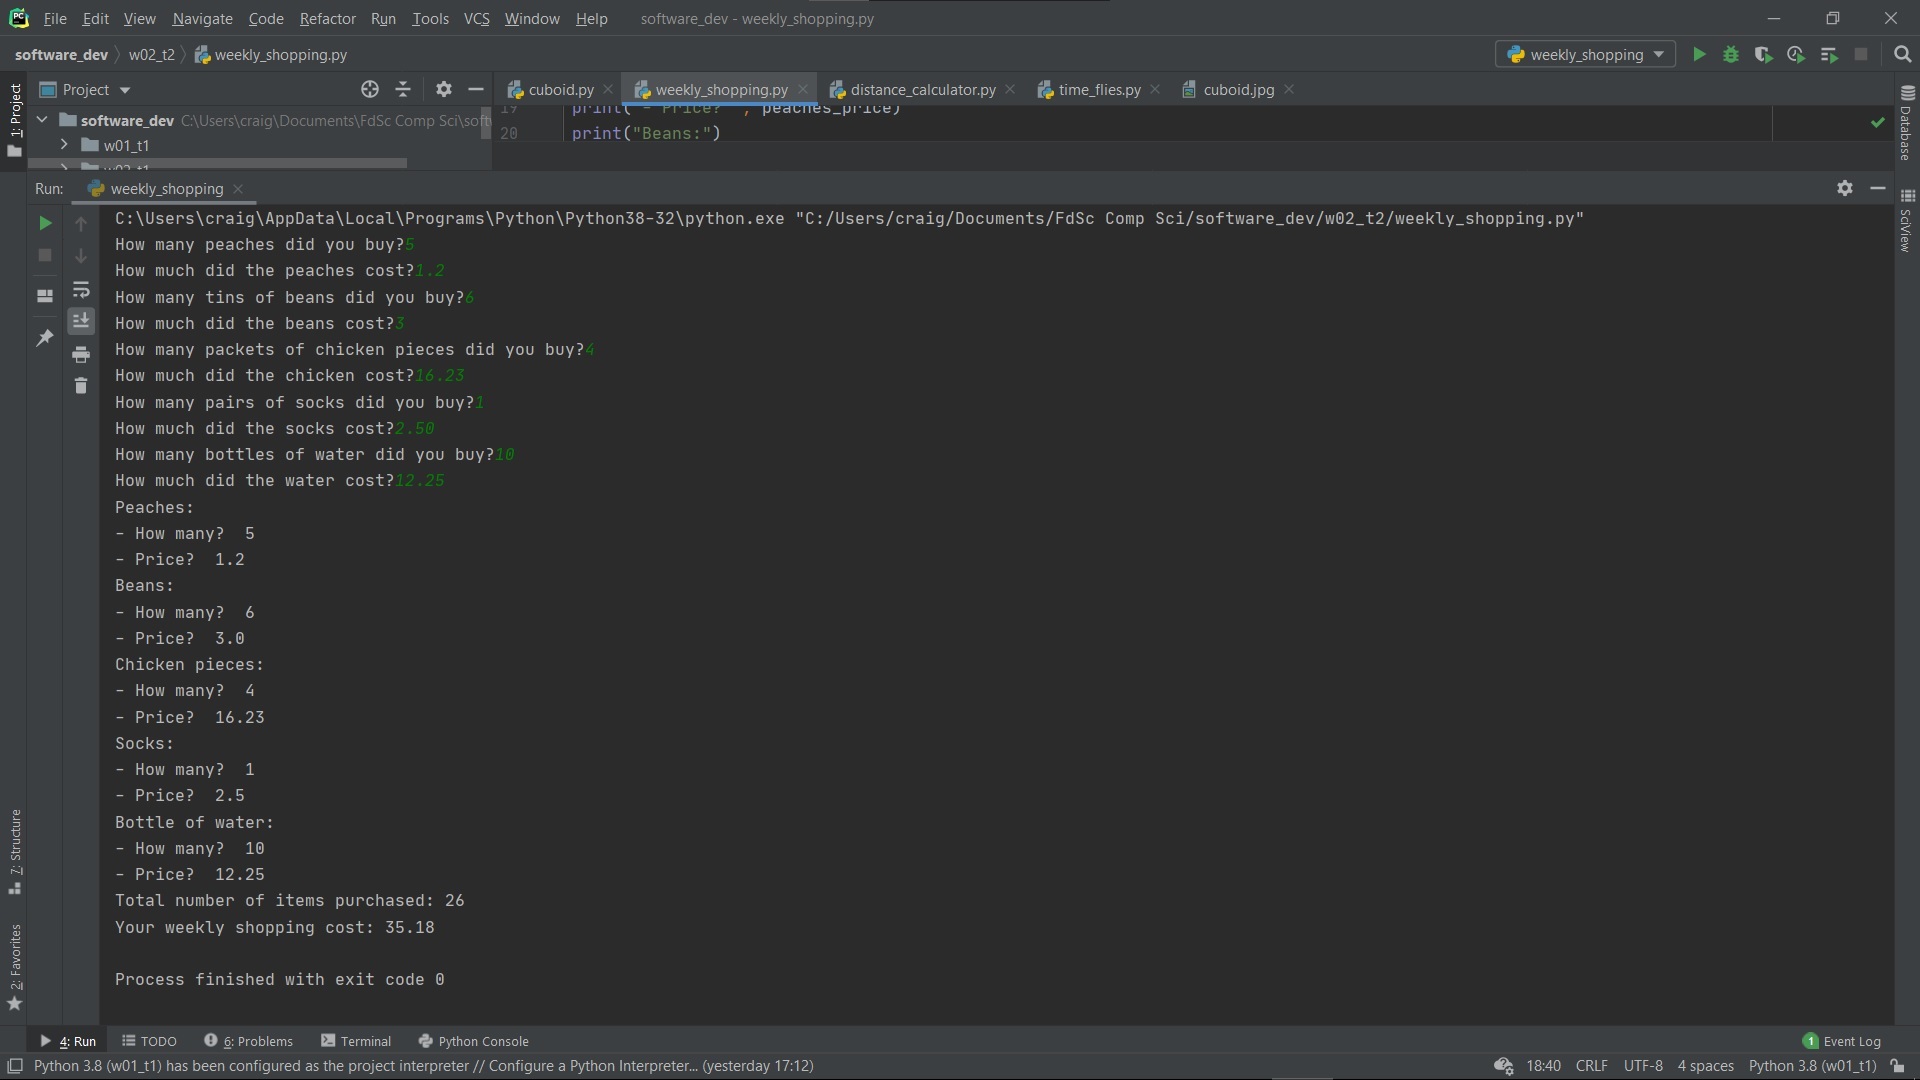 File Edit View Navigate Code Refactor Run Tools VCS Window Help software_dev - weekly_shopping.py
software_dev w02_t2 weekly_shopping.py weekly_shopping
1: Project
Project cuboid.py weekly_shopping.py distance_calculator.py time_flies.py cuboid.jpg
19 print(" - Price? ", peaches_price)
software_dev C:\Users\craig\Documents\FdSc Comp Sci\soft
20 print("Beans:")
w01_t1
Database
Run: weekly_shopping
SciView
C:\Users\craig\AppData\Local\Programs\Python\Python38-32\python.exe "C:/Users/craig/Documents/FdSc Comp Sci/software_dev/w02_t2/weekly_shopping.py"
How many peaches did you buy?5
How much did the peaches cost?1.2
How many tins of beans did you buy?6
How much did the beans cost?3
How many packets of chicken pieces did you buy?4
How much did the chicken cost?16.23
How many pairs of socks did you buy?1
How much did the socks cost?2.50
How many bottles of water did you buy?10
How much did the water cost?12.25
Peaches:
- How many?  5
- Price?  1.2
Beans:
- How many?  6
- Price?  3.0
Chicken pieces:
- How many?  4
- Price?  16.23
Socks:
- How many?  1
- Price?  2.5
Bottle of water:
- How many?  10
- Price?  12.25
Total number of items purchased: 26
Your weekly shopping cost: 35.18
Process finished with exit code 0
7: Structure
2: Favorites
4: Run TODO 6: Problems Terminal Python Console 1 Event Log
Python 3.8 (w01_t1) has been configured as the project interpreter // Configure a Python Interpreter... (yesterday 17:12) 18:40 CRLF UTF-8 4 spaces Python 3.8 (w01_t1)